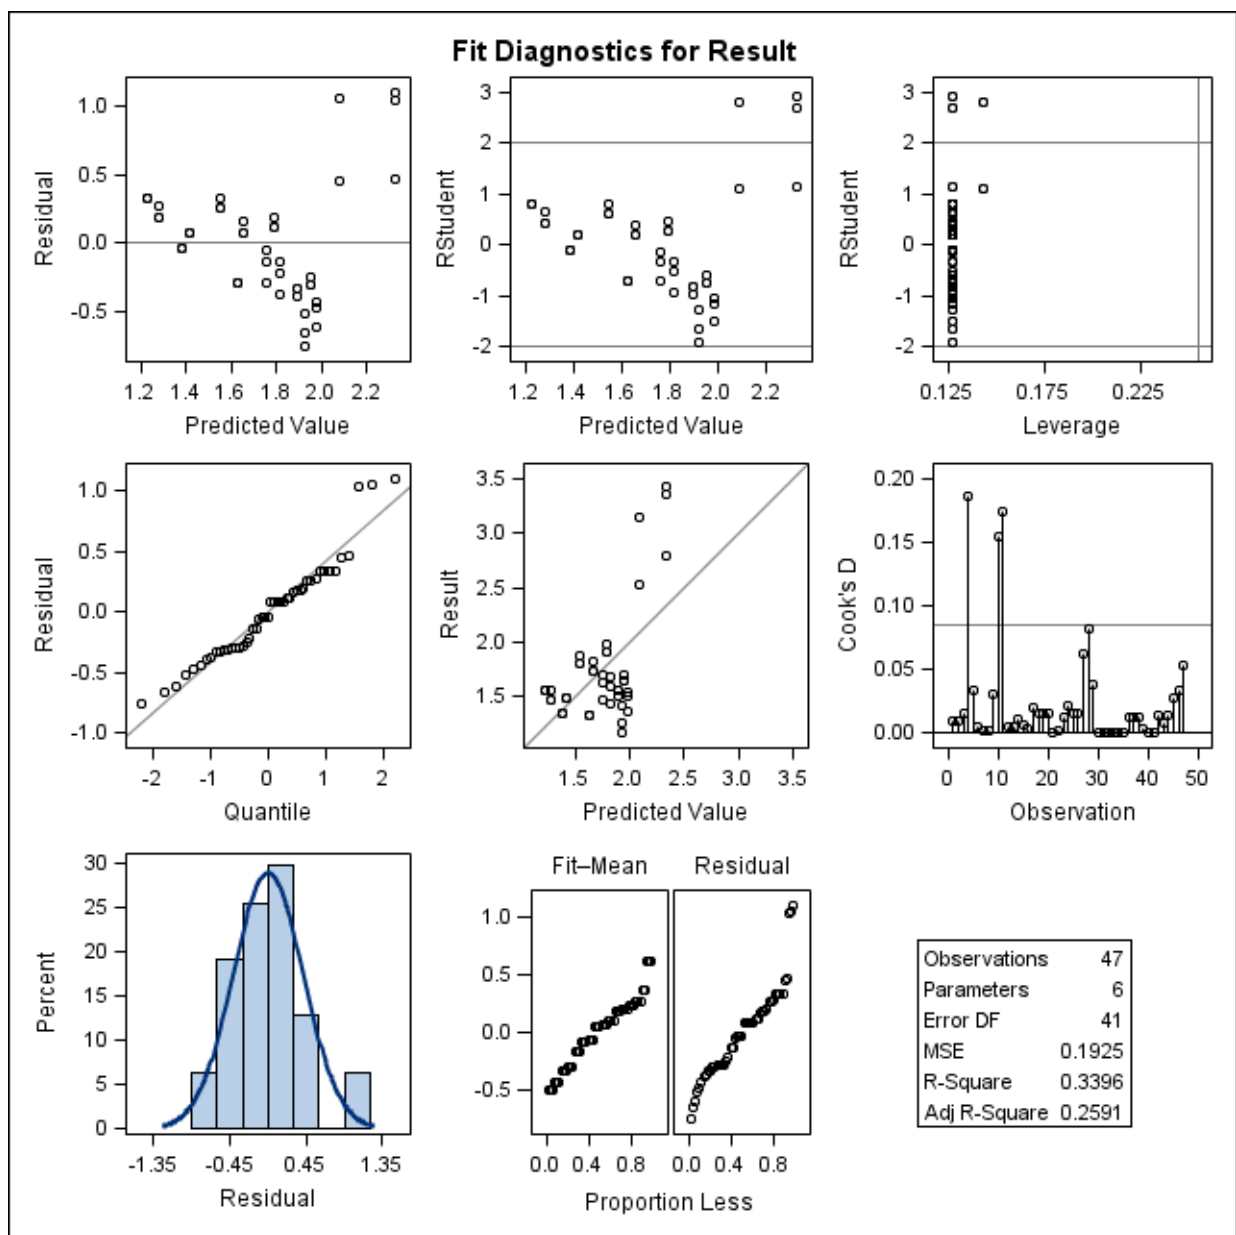 Fit Diagnostics for Result
1.0
0.5
0.0
-0.5
Residual
1.2 1.4 1.6 1.8 2.0 2.2
Predicted Value
3
2
1
0
-1
-2
RStudent
1.2 1.4 1.6 1.8 2.0 2.2
Predicted Value
3
2
1
0
-1
-2
RStudent
0.125 0.175 0.225
Leverage
1.0
0.5
0.0
-0.5
-1.0
Residual
-2 -1 0 1 2
Quantile
3.5
3.0
2.5
2.0
1.5
Result
1.5 2.0 2.5 3.0 3.5
Predicted Value
0.20
0.15
0.10
0.05
0.00
Cook's D
0 10 20 30 40 50
Observation
30
25
20
15
10
5
0
Percent
-1.35 -0.45 0.45 1.35
Residual
Fit–Mean Residual
1.0
0.5
0.0
-0.5
0.0 0.4 0.8 0.0 0.4 0.8
Proportion Less
Observations 47
Parameters 6
Error DF 41
MSE 0.1925
R-Square 0.3396
Adj R-Square 0.2591